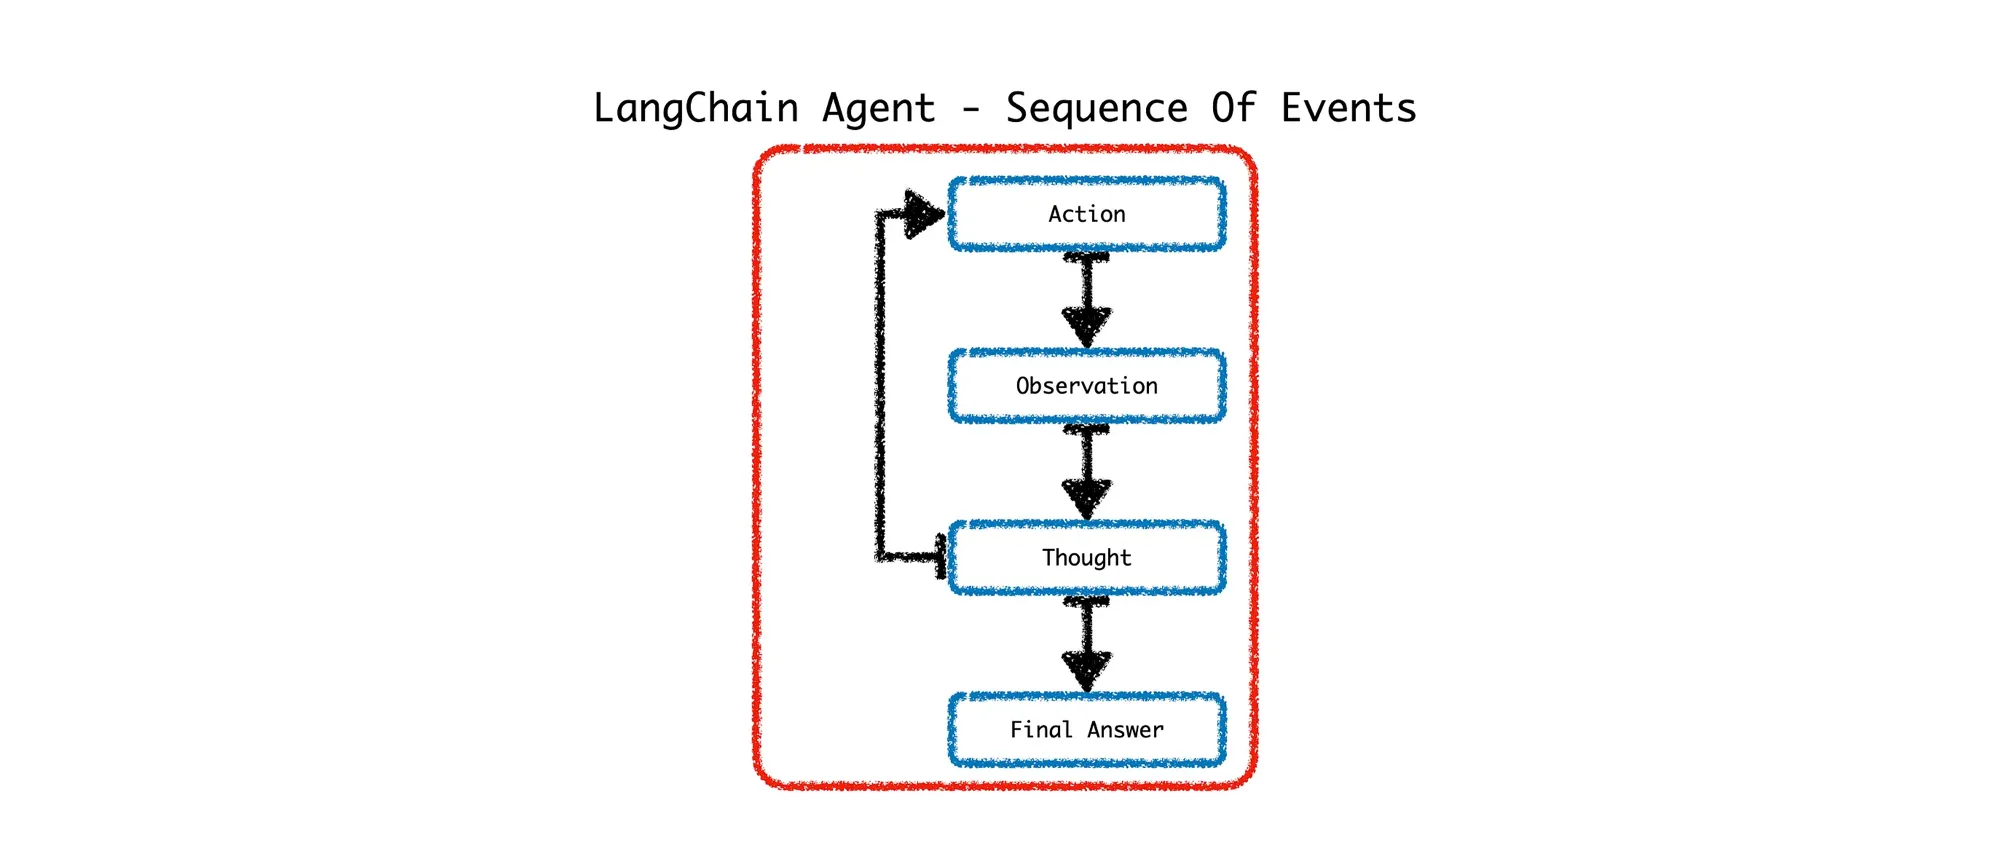 LangChain Agent - Sequence Of Events
Action
Observation
Thought
Final Answer